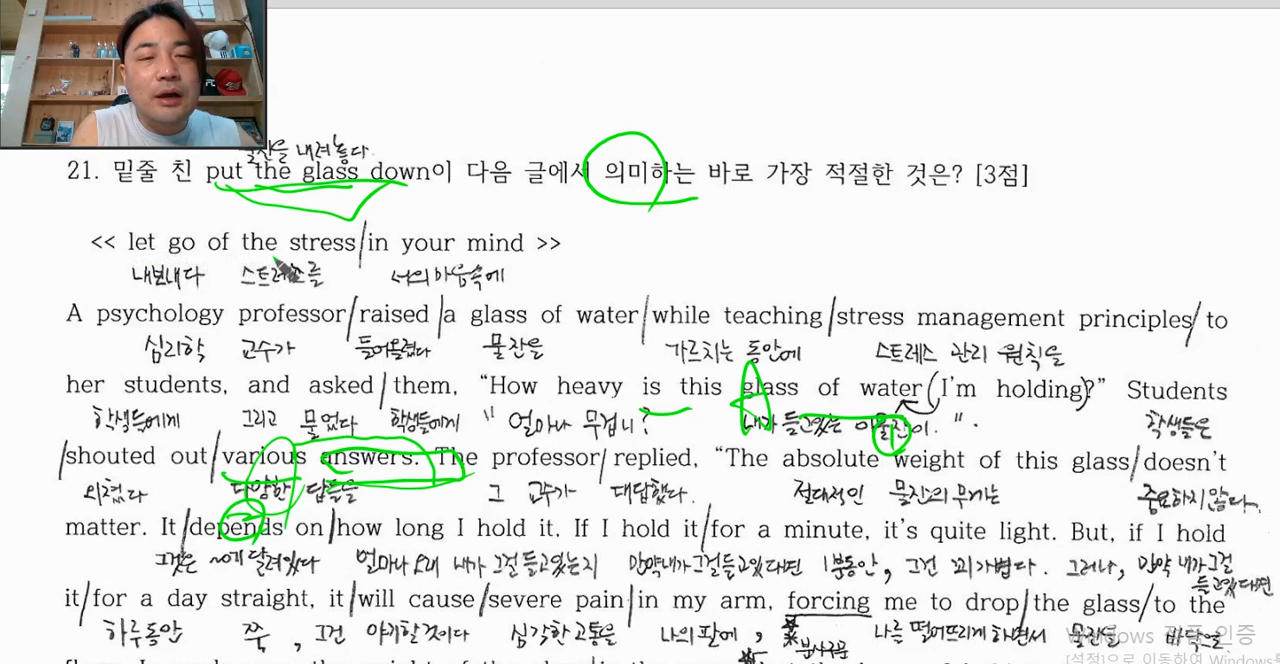 물잔을 내려놓다.
21. 밑줄 친 put the glass down이 다음 글에서 의미하는 바로 가장 적절한 것은? [3점]
<< let go of the stress/in your mind >>
내보내다 스트레스를 너의 마음속에
A psychology professor/raised/a glass of water/while teaching/stress management principles/to
심리학 교수가 들어올렸다 물잔을 가르치는 동안에 스트레스 관리 원칙을
her students, and asked/them, “How heavy is this glass of water(I'm holding)?” Students
학생들에게 그리고 물었다 학생들에게 " 얼마나 무겁니? 내가 들고있는 이 물잔이. " . 학생들은
/shouted out/various answers. The professor/replied, “The absolute weight of this glass/doesn't
외쳤다 다양한 답들을 그 교수가 대답했다. 절대적인 물잔의 무게는 중요하지 않다.
matter. It/depends on/how long I hold it. If I hold it/for a minute, it's quite light. But, if I hold
그것은 ~에 달려있다 얼마나 오래 내가 그걸 들고있는지 만약 내가 그걸 들고있다면 1분동안, 그건 꽤 가볍다. 그러나, 만약 내가 그걸
들고있다면
it/for a day straight, it/will cause/severe pain/in my arm, forcing me to drop/the glass/to the
하루동안 쭉, 그건 야기할것이다 심각한 고통을 나의 팔에, 나를 떨어뜨리게 하면서 물잔을 바닥으로
분사구문
Windows 정품 인증